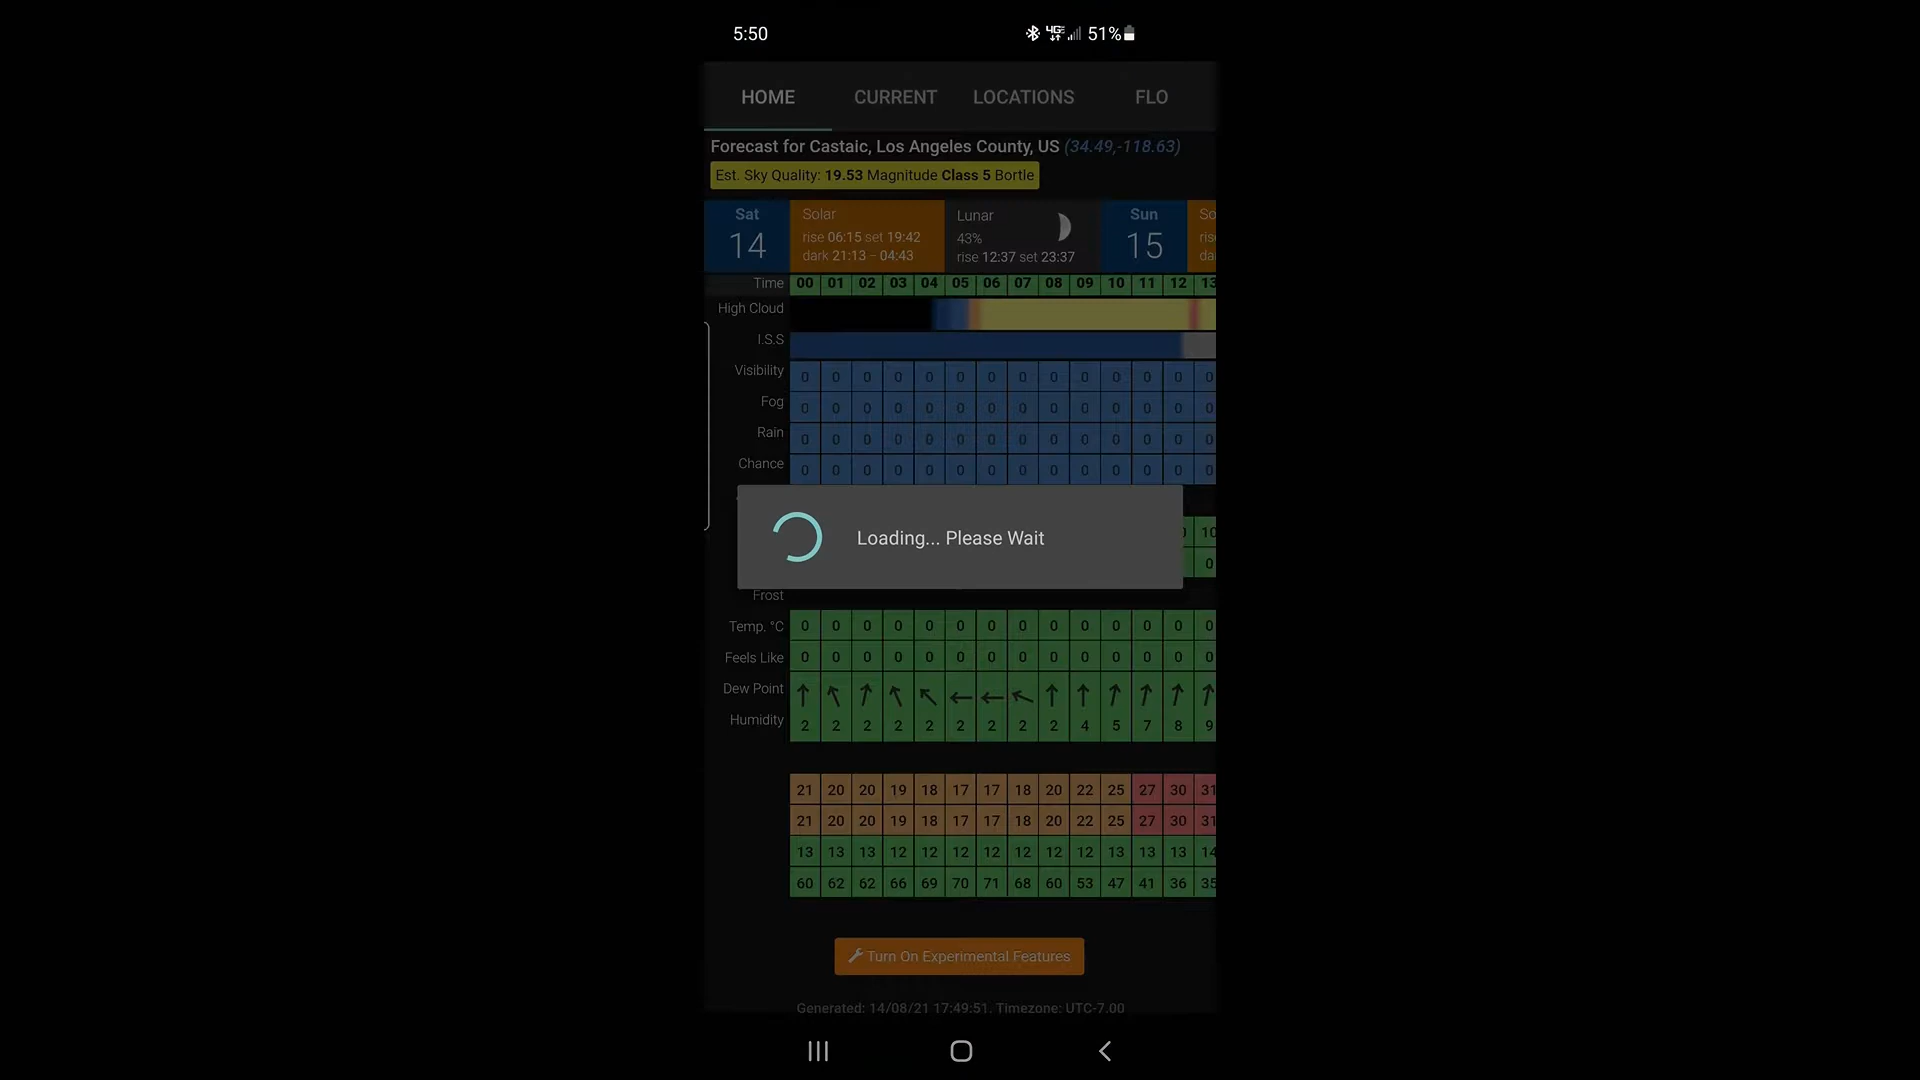 5:50 51%
HOME CURRENT LOCATIONS FLO
Forecast for Castaic, Los Angeles County, US (34.49,-118.63)
Est. Sky Quality: 19.53 Magnitude Class 5 Bortle
Sat Solar Lunar Sun So
14 rise 06:15 set 19:42 43% 15 ris
dark 21:13 - 04:43 rise 12:37 set 23:37 da
Time 00 01 02 03 04 05 06 07 08 09 10 11 12 13
High Cloud
I.S.S
Visibility 0 0 0 0 0 0 0 0 0 0 0 0 0 0
Fog 0 0 0 0 0 0 0 0 0 0 0 0 0 0
Rain 0 0 0 0 0 0 0 0 0 0 0 0 0 0
Chance 0 0 0 0 0 0 0 0 0 0 0 0 0 0
10
Loading... Please Wait
0
Frost
Temp. °C 0 0 0 0 0 0 0 0 0 0 0 0 0 0
Feels Like 0 0 0 0 0 0 0 0 0 0 0 0 0 0
Dew Point
Humidity 2 2 2 2 2 2 2 2 2 4 5 7 8 9
21 20 20 19 18 17 17 18 20 22 25 27 30 31
21 20 20 19 18 17 17 18 20 22 25 27 30 31
13 13 13 12 12 12 12 12 12 12 13 13 13 14
60 62 62 66 69 70 71 68 60 53 47 41 36 35
Turn On Experimental Features
Generated: 14/08/21 17:49:51. Timezone: UTC-7.00